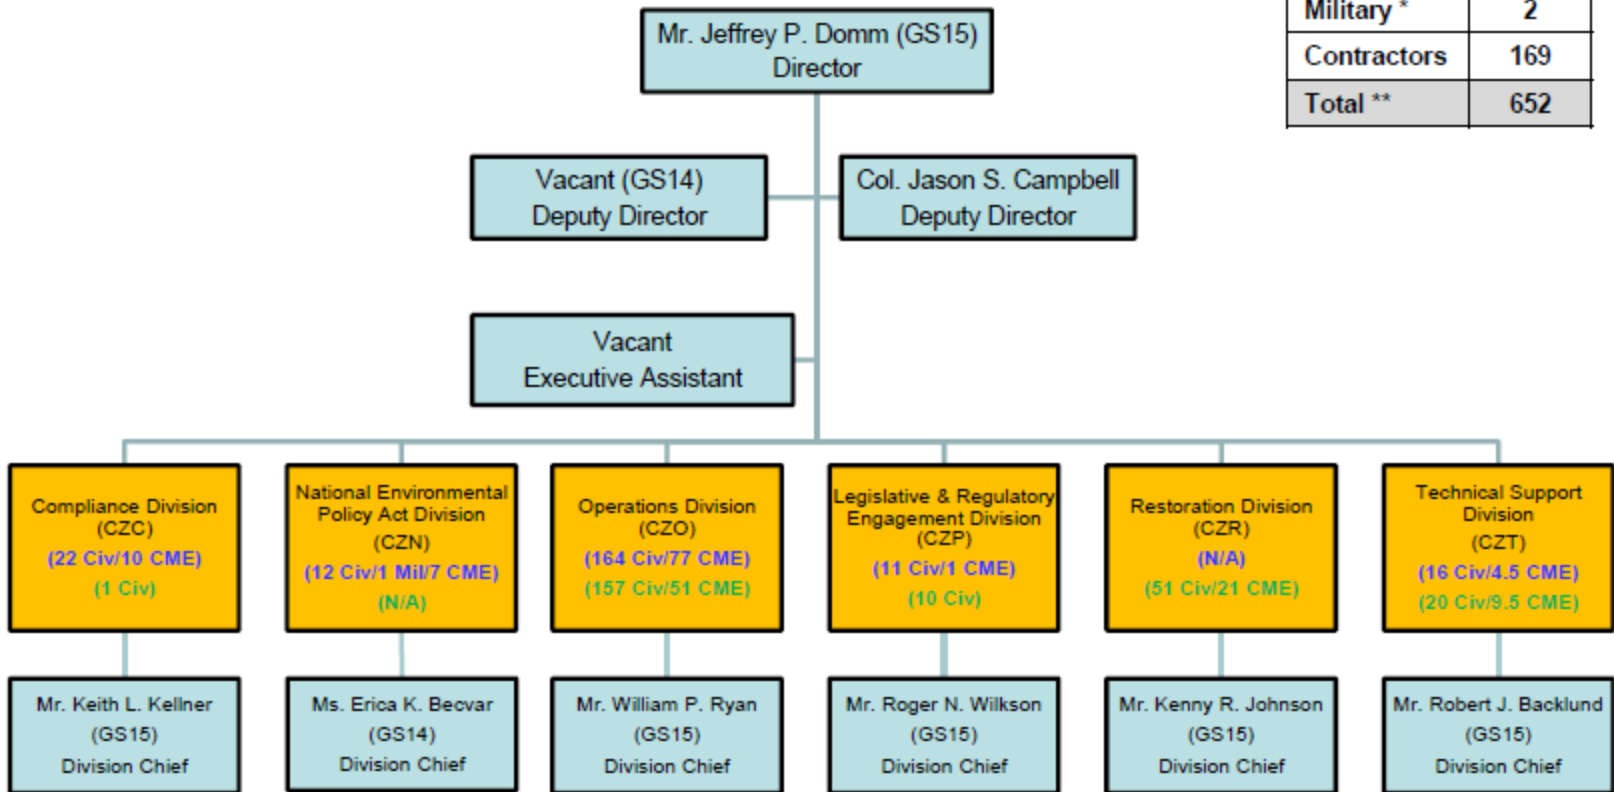 Mr. Jeffrey P. Domm (GS15)
Director
Military * 2
Contractors 169
Total ** 652
Vacant (GS14)
Deputy Director
Col. Jason S. Campbell
Deputy Director
Vacant
Executive Assistant
Compliance Division
(CZC)
(22 Civ/10 CME)
(1 Civ)
National Environmental
Policy Act Division
(CZN)
(12 Civ/1 Mil/7 CME)
(N/A)
Operations Division
(CZO)
(164 Civ/77 CME)
(157 Civ/51 CME)
Legislative & Regulatory
Engagement Division
(CZP)
(11 Civ/1 CME)
(10 Civ)
Restoration Division
(CZR)
(N/A)
(51 Civ/21 CME)
Technical Support
Division
(CZT)
(16 Civ/4.5 CME)
(20 Civ/9.5 CME)
Mr. Keith L. Kellner
(GS15)
Division Chief
Ms. Erica K. Becvar
(GS14)
Division Chief
Mr. William P. Ryan
(GS15)
Division Chief
Mr. Roger N. Wilkson
(GS15)
Division Chief
Mr. Kenny R. Johnson
(GS15)
Division Chief
Mr. Robert J. Backlund
(GS15)
Division Chief